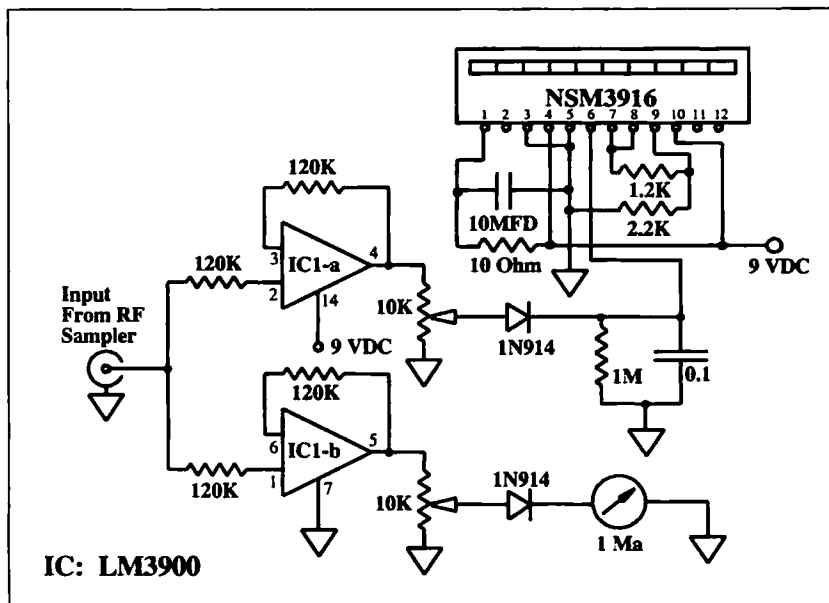 NSM3916
1 2 3 4 5 6 7 8 9 10 11 12
120K
10MFD
1.2K
2.2K
10 Ohm
9 VDC
3
IC1-a
4
120K
2
14
10K
Input
From RF
Sampler
9 VDC
1N914
1M
0.1
120K
6
IC1-b
5
120K
1
7
10K
1N914
1 Ma
IC: LM3900